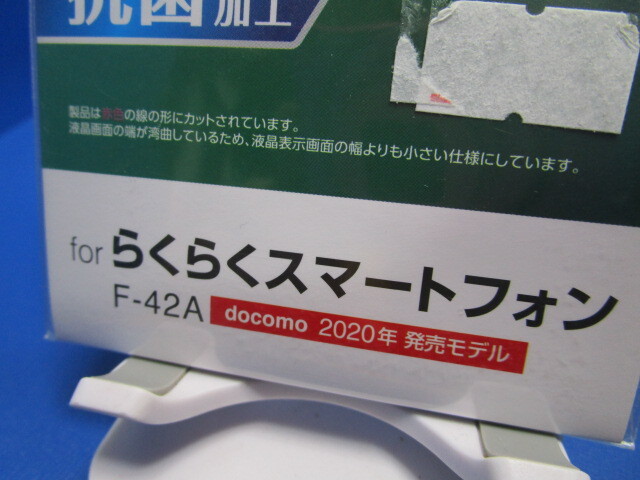 抗菌加工
製品は赤色の線の形にカットされています。
液晶画面の端が湾曲しているため、液晶表示画面の幅よりも小さい仕様にしています。
for らくらくスマートフォン
F-42A docomo 2020年 発売モデル